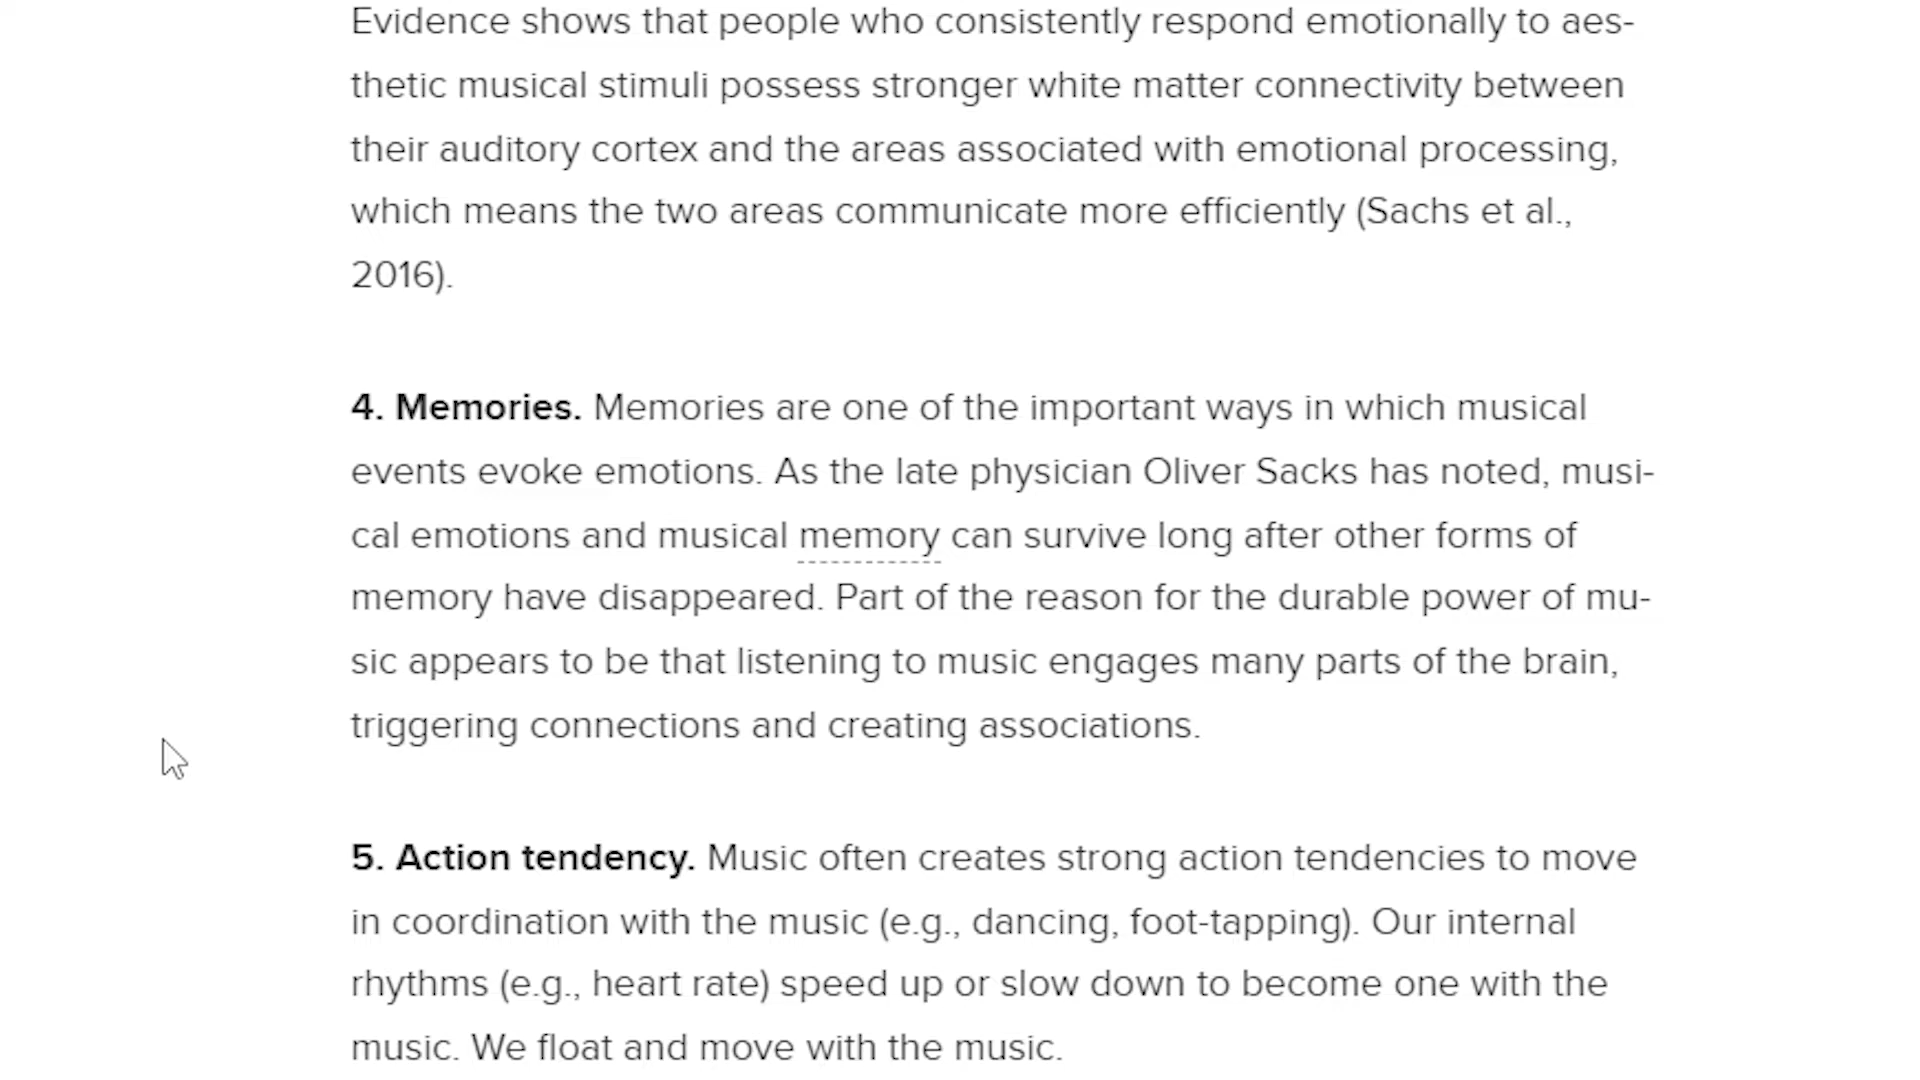 Evidence shows that people who consistently respond emotionally to aes-
thetic musical stimuli possess stronger white matter connectivity between
their auditory cortex and the areas associated with emotional processing,
which means the two areas communicate more efficiently (Sachs et al.,
2016).
4. Memories. Memories are one of the important ways in which musical
events evoke emotions. As the late physician Oliver Sacks has noted, musi-
cal emotions and musical memory can survive long after other forms of
memory have disappeared. Part of the reason for the durable power of mu-
sic appears to be that listening to music engages many parts of the brain,
triggering connections and creating associations.
5. Action tendency. Music often creates strong action tendencies to move
in coordination with the music (e.g., dancing, foot-tapping). Our internal
rhythms (e.g., heart rate) speed up or slow down to become one with the
music. We float and move with the music.